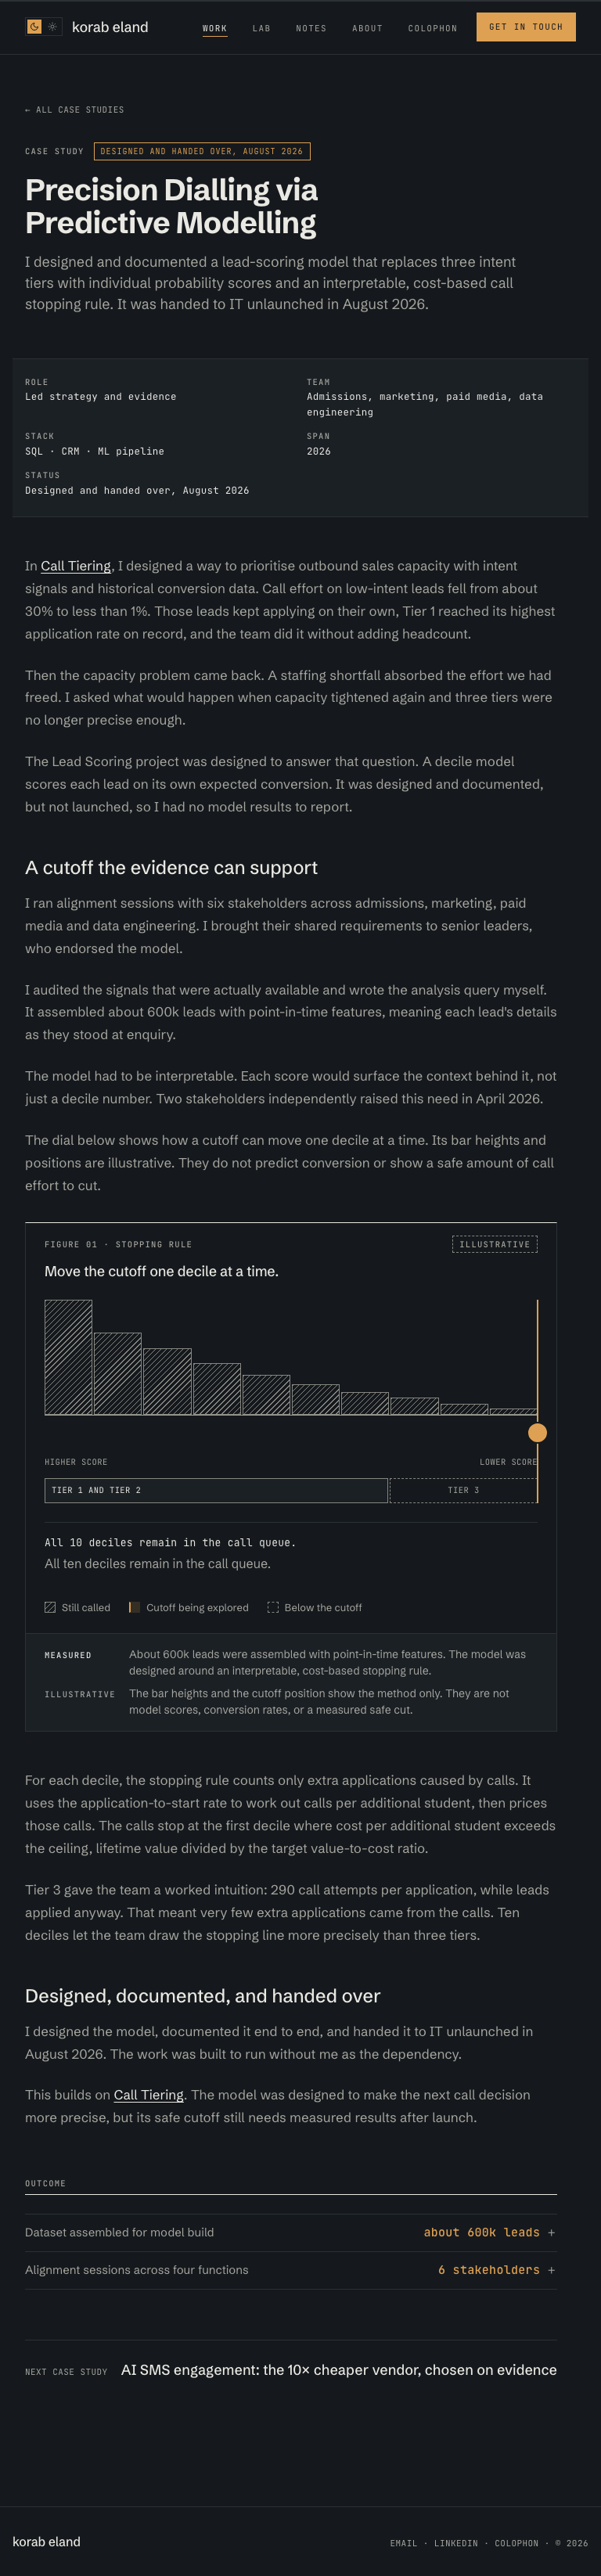 korab eland
WORK
LAB
NOTES
ABOUT
COLOPHON
GET IN TOUCH
← ALL CASE STUDIES
CASE STUDY
DESIGNED AND HANDED OVER, AUGUST 2026
Precision Dialling via
Predictive Modelling
I designed and documented a lead-scoring model that replaces three intent
tiers with individual probability scores and an interpretable, cost-based call
stopping rule. It was handed to IT unlaunched in August 2026.
ROLE
Led strategy and evidence
TEAM
Admissions, marketing, paid media, data
engineering
STACK
SQL · CRM · ML pipeline
SPAN
2026
STATUS
Designed and handed over, August 2026
In Call Tiering, I designed a way to prioritise outbound sales capacity with intent
signals and historical conversion data. Call effort on low-intent leads fell from about
30% to less than 1%. Those leads kept applying on their own, Tier 1 reached its highest
application rate on record, and the team did it without adding headcount.
Then the capacity problem came back. A staffing shortfall absorbed the effort we had
freed. I asked what would happen when capacity tightened again and three tiers were
no longer precise enough.
The Lead Scoring project was designed to answer that question. A decile model
scores each lead on its own expected conversion. It was designed and documented,
but not launched, so I had no model results to report.
A cutoff the evidence can support
I ran alignment sessions with six stakeholders across admissions, marketing, paid
media and data engineering. I brought their shared requirements to senior leaders,
who endorsed the model.
I audited the signals that were actually available and wrote the analysis query myself.
It assembled about 600k leads with point-in-time features, meaning each lead's details
as they stood at enquiry.
The model had to be interpretable. Each score would surface the context behind it, not
just a decile number. Two stakeholders independently raised this need in April 2026.
The dial below shows how a cutoff can move one decile at a time. Its bar heights and
positions are illustrative. They do not predict conversion or show a safe amount of call
effort to cut.
FIGURE 01 · STOPPING RULE
ILLUSTRATIVE
Move the cutoff one decile at a time.
HIGHER SCORE
LOWER SCORE
TIER 1 AND TIER 2
TIER 3
All 10 deciles remain in the call queue.
All ten deciles remain in the call queue.
Still called
Cutoff being explored
Below the cutoff
MEASURED
About 600k leads were assembled with point-in-time features. The model was
designed around an interpretable, cost-based stopping rule.
ILLUSTRATIVE
The bar heights and the cutoff position show the method only. They are not
model scores, conversion rates, or a measured safe cut.
For each decile, the stopping rule counts only extra applications caused by calls. It
uses the application-to-start rate to work out calls per additional student, then prices
those calls. The calls stop at the first decile where cost per additional student exceeds
the ceiling, lifetime value divided by the target value-to-cost ratio.
Tier 3 gave the team a worked intuition: 290 call attempts per application, while leads
applied anyway. That meant very few extra applications came from the calls. Ten
deciles let the team draw the stopping line more precisely than three tiers.
Designed, documented, and handed over
I designed the model, documented it end to end, and handed it to IT unlaunched in
August 2026. The work was built to run without me as the dependency.
This builds on Call Tiering. The model was designed to make the next call decision
more precise, but its safe cutoff still needs measured results after launch.
OUTCOME
Dataset assembled for model build
about 600k leads +
Alignment sessions across four functions
6 stakeholders +
NEXT CASE STUDY
AI SMS engagement: the 10× cheaper vendor, chosen on evidence
korab eland
EMAIL · LINKEDIN · COLOPHON · © 2026